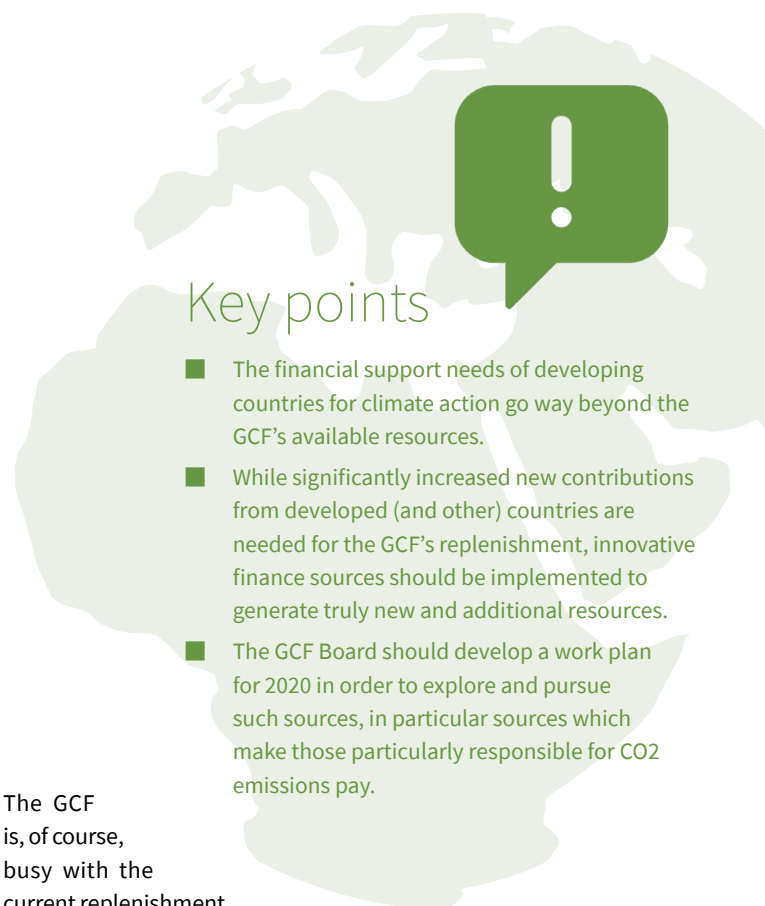 Key points
The financial support needs of developing
countries for climate action go way beyond the
GCF's available resources.
While significantly increased new contributions
from developed (and other) countries are
needed for the GCF's replenishment, innovative
finance sources should be implemented to
generate truly new and additional resources.
The GCF Board should develop a work plan
for 2020 in order to explore and pursue
such sources, in particular sources which
make those particularly responsible for CO2
emissions pay.
The GCF
is, of course,
busy with the
current replenishment